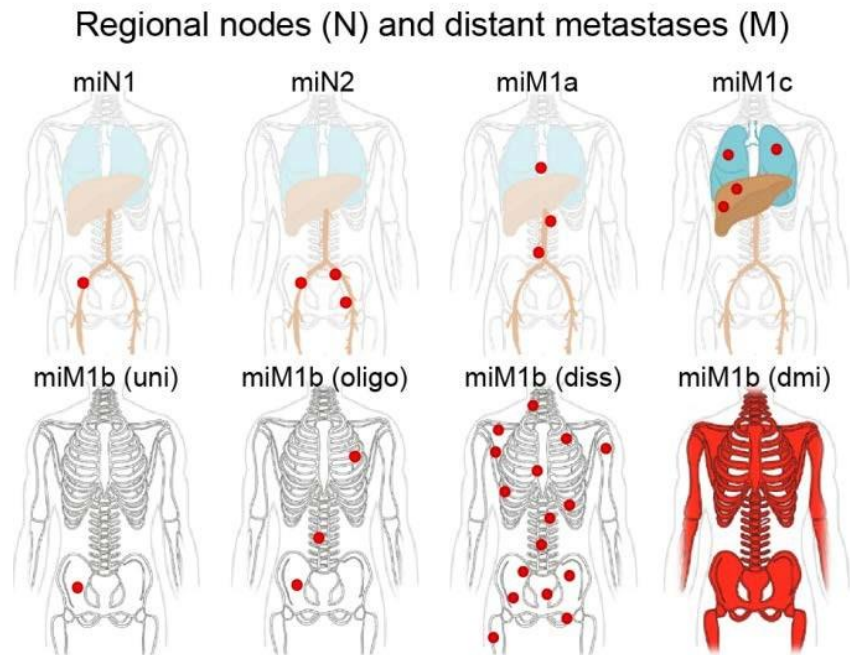 Regional nodes (N) and distant metastases (M)
miN1 miN2 miM1a miM1c
miM1b (uni) miM1b (oligo) miM1b (diss) miM1b (dmi)